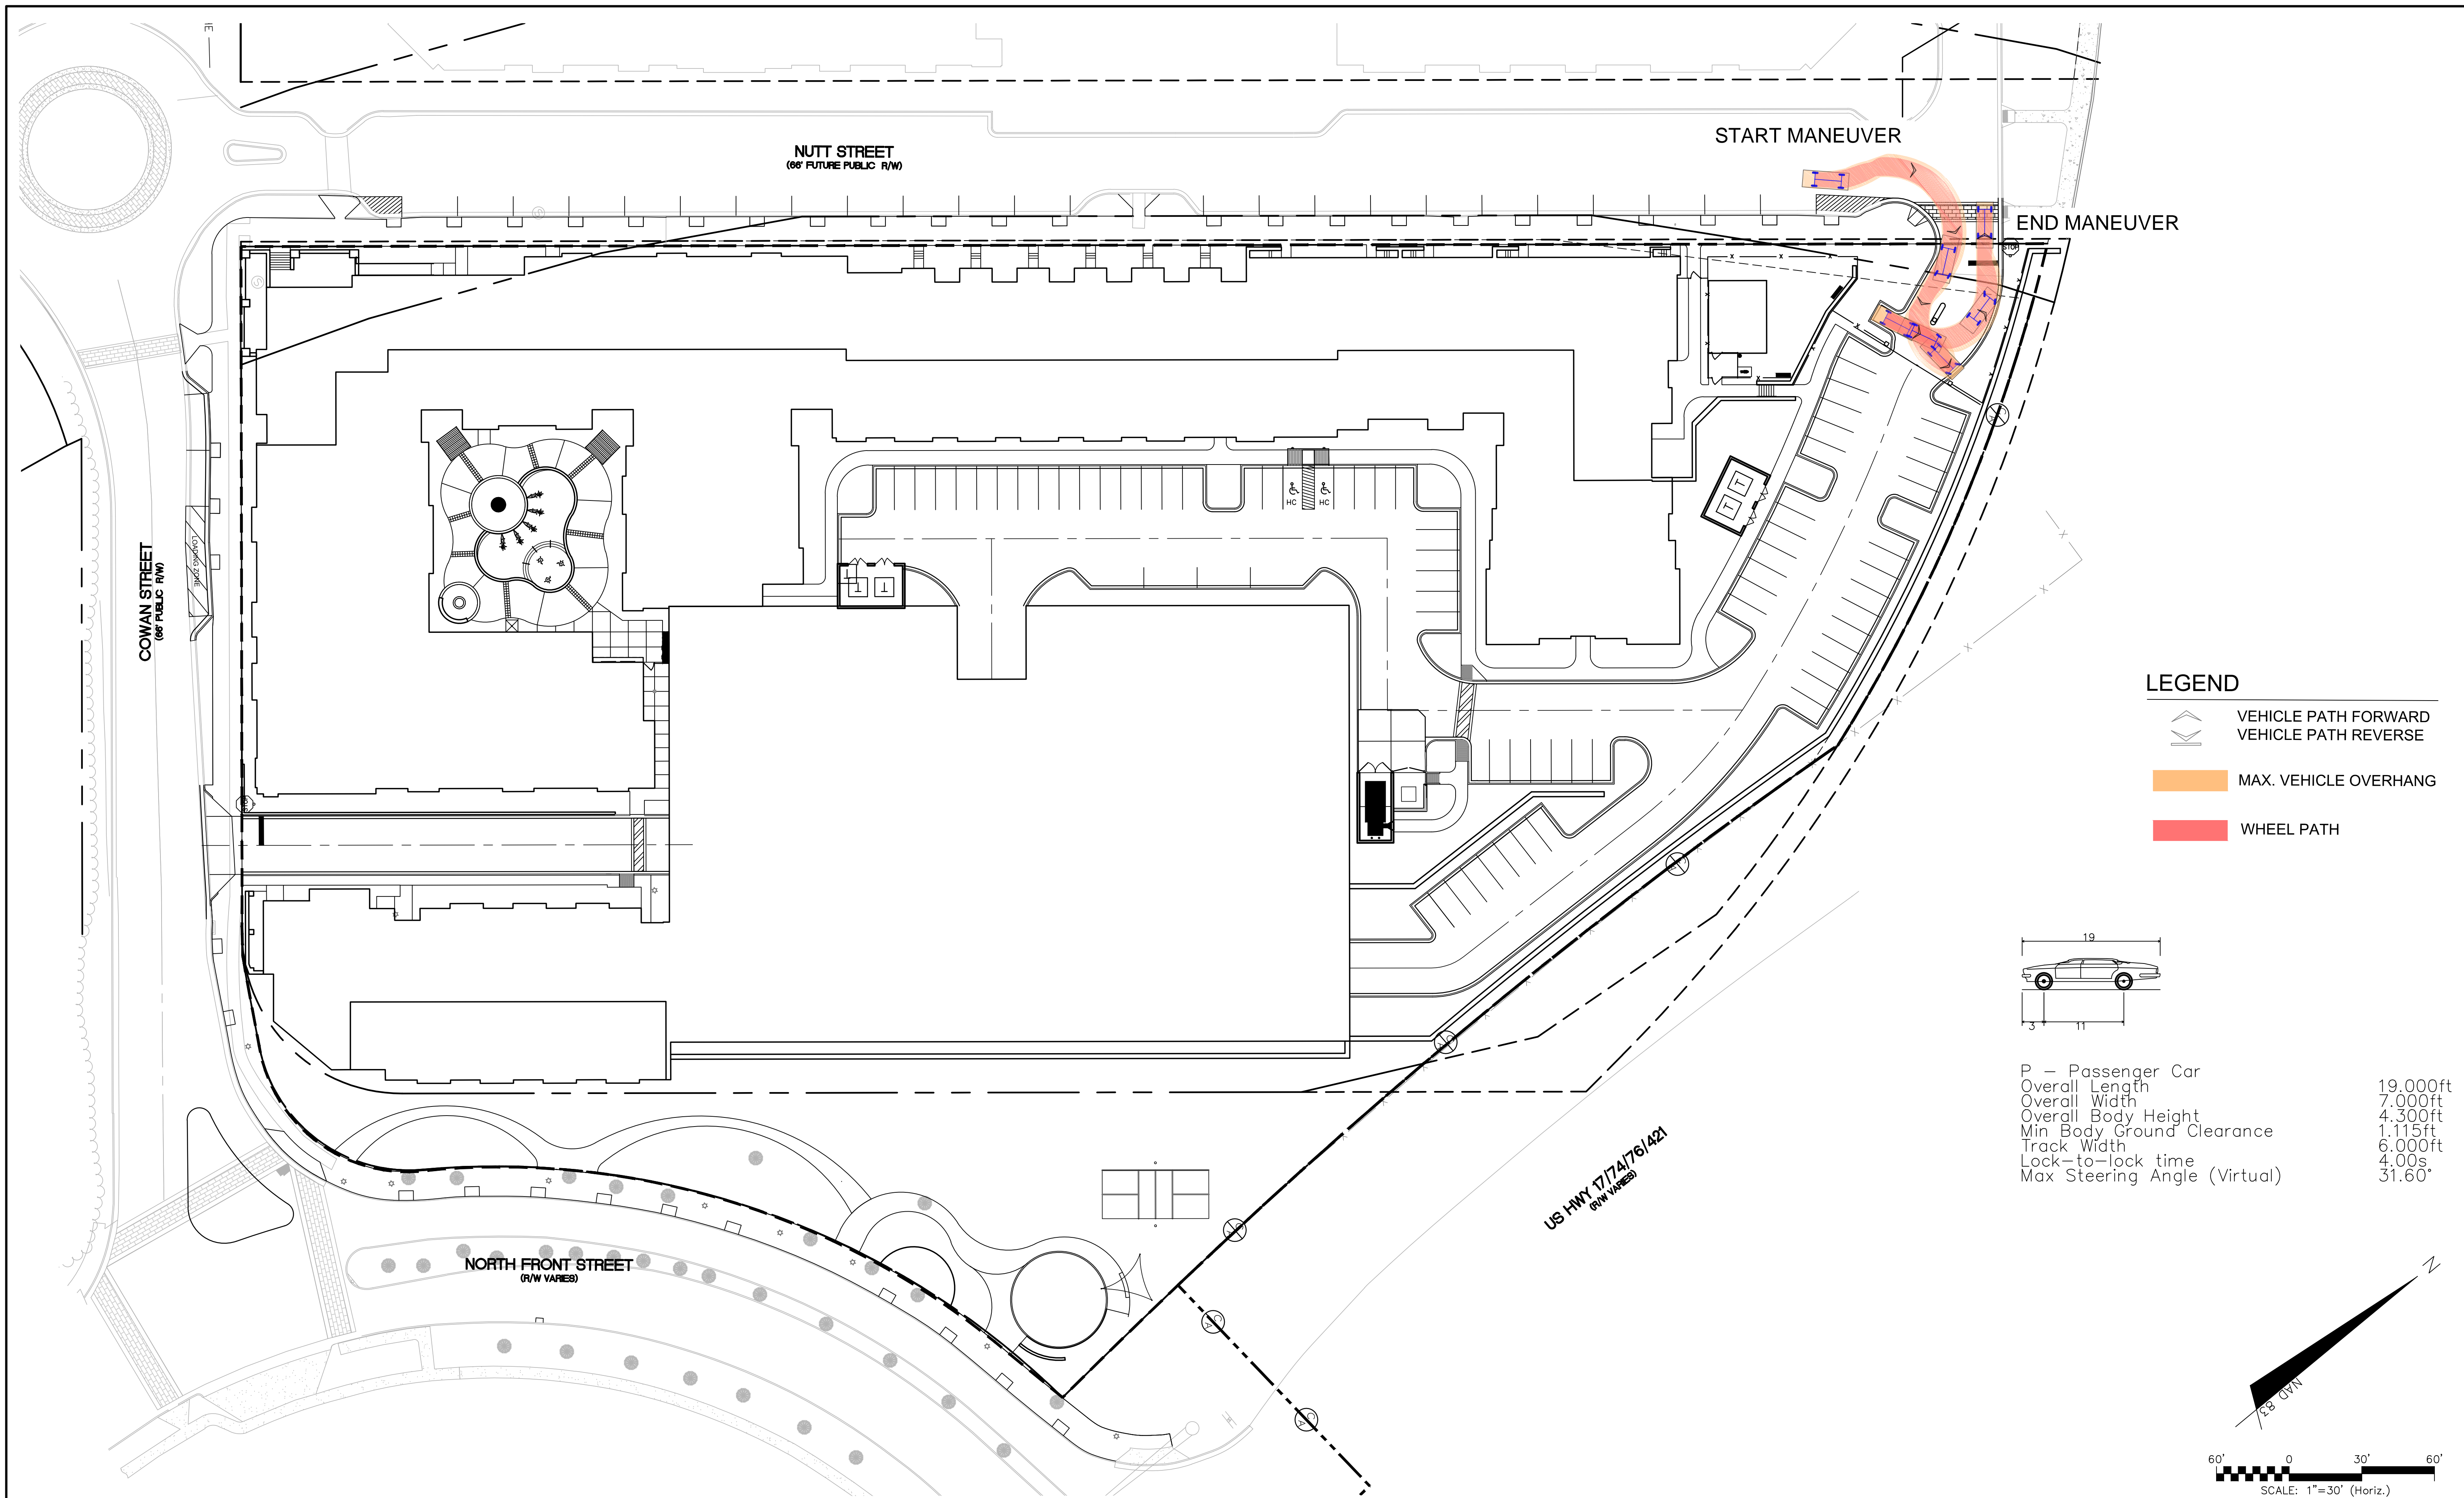 NUTT STREET
(66' FUTURE PUBLIC R/W)
START MANEUVER
END MANEUVER
STOP
HC
HC
T
T
T
T
LOADING ZONE
COWAN STREET
(66' PUBLIC R/W)
LEGEND
VEHICLE PATH FORWARD
VEHICLE PATH REVERSE
MAX. VEHICLE OVERHANG
WHEEL PATH
STOP
19
3
11
P – Passenger Car
Overall Length 19.000ft
Overall Width 7.000ft
Overall Body Height 4.300ft
Min Body Ground Clearance 1.115ft
Track Width 6.000ft
Lock–to–lock time 4.00s
Max Steering Angle (Virtual) 31.60°
US HWY 17/74/76/421
(R/W VARIES)
NORTH FRONT STREET
(R/W VARIES)
C A
C A
N
NAD 83
60' 0 30' 60'
SCALE: 1"=30' (Horiz.)